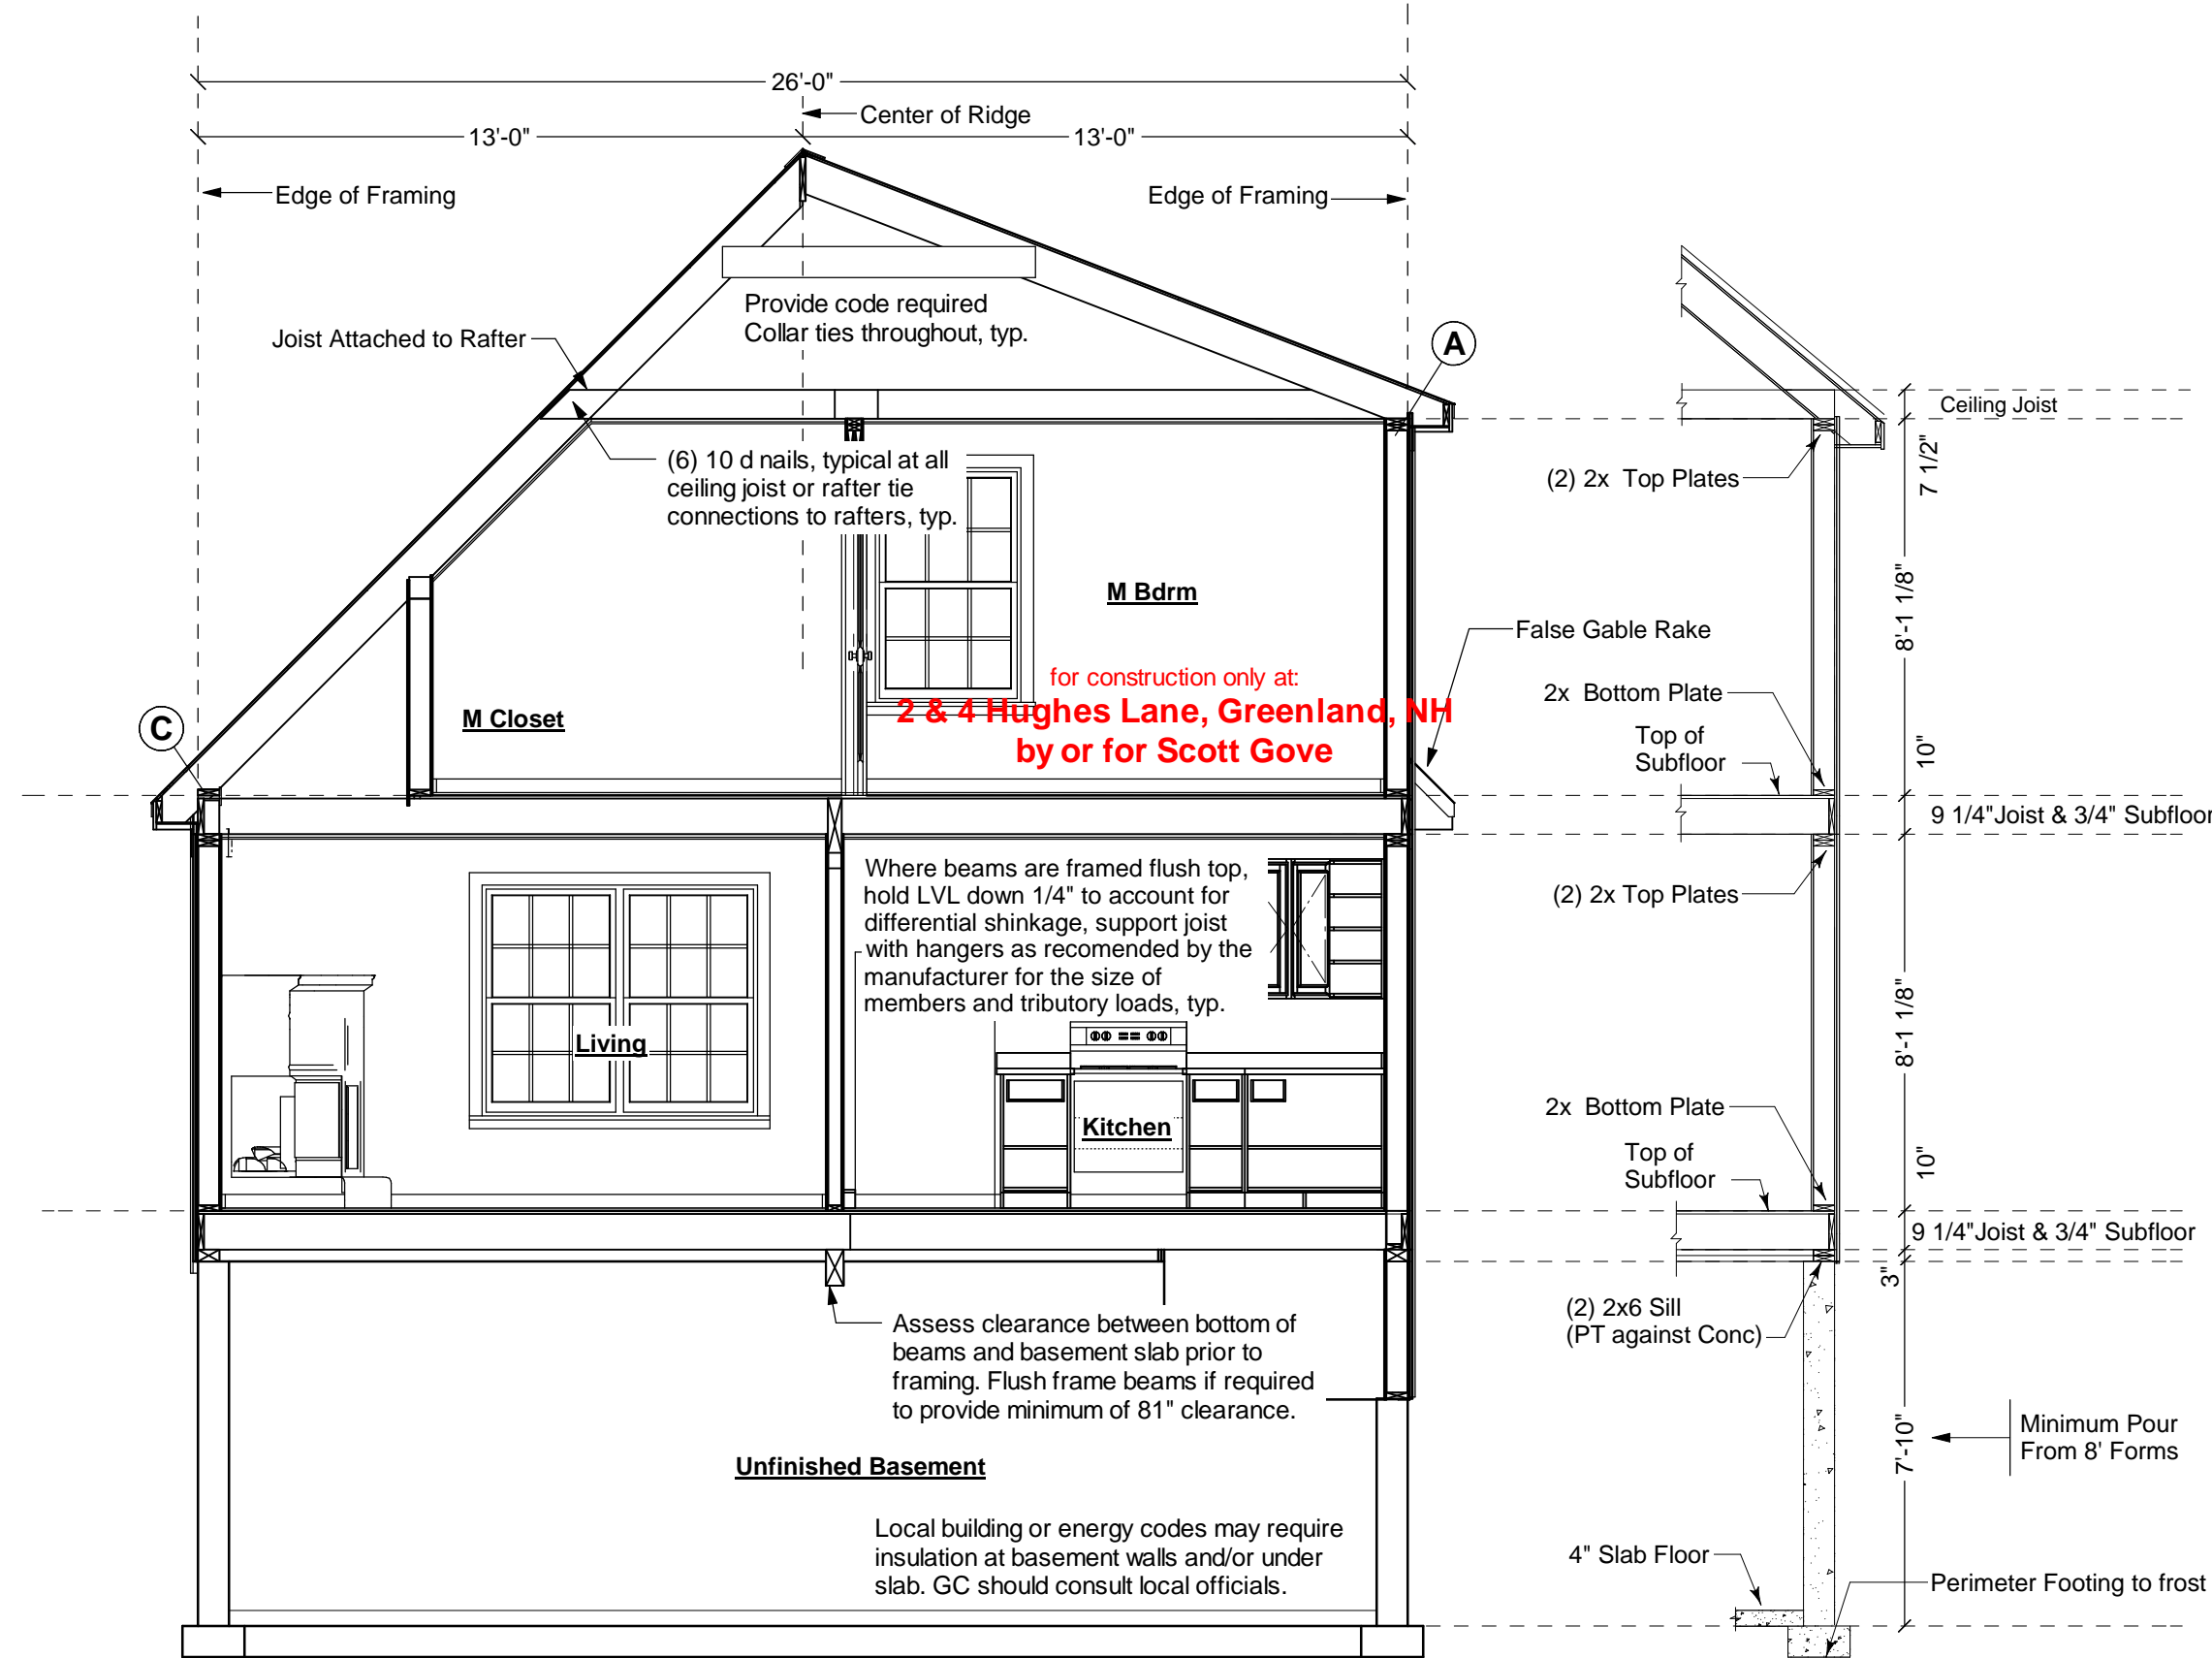 26'-0"
Center of Ridge
13'-0"
13'-0"
Edge of Framing
Edge of Framing
Provide code required
Collar ties throughout, typ.
Joist Attached to Rafter
A
Ceiling Joist
(6) 10 d nails, typical at all
ceiling joist or rafter tie
connections to rafters, typ.
(2) 2x Top Plates
7 1/2"
M Bdrm
8'-1 1/8"
False Gable Rake
for construction only at:
2 & 4 Hughes Lane, Greenland, NH
by or for Scott Gove
M Closet
C
2x Bottom Plate
Top of
Subfloor
10"
9 1/4"Joist & 3/4" Subfloor
Where beams are framed flush top,
hold LVL down 1/4" to account for
differential shinkage, support joist
with hangers as recomended by the
manufacturer for the size of
members and tributory loads, typ.
(2) 2x Top Plates
Living
8'-1 1/8"
Kitchen
2x Bottom Plate
Top of
Subfloor
10"
9 1/4"Joist & 3/4" Subfloor
3"
(2) 2x6 Sill
(PT against Conc)
Assess clearance between bottom of
beams and basement slab prior to
framing. Flush frame beams if required
to provide minimum of 81" clearance.
7'-10"
Minimum Pour
From 8' Forms
Unfinished Basement
Local building or energy codes may require
insulation at basement walls and/or under
slab. GC should consult local officials.
4" Slab Floor
Perimeter Footing to frost